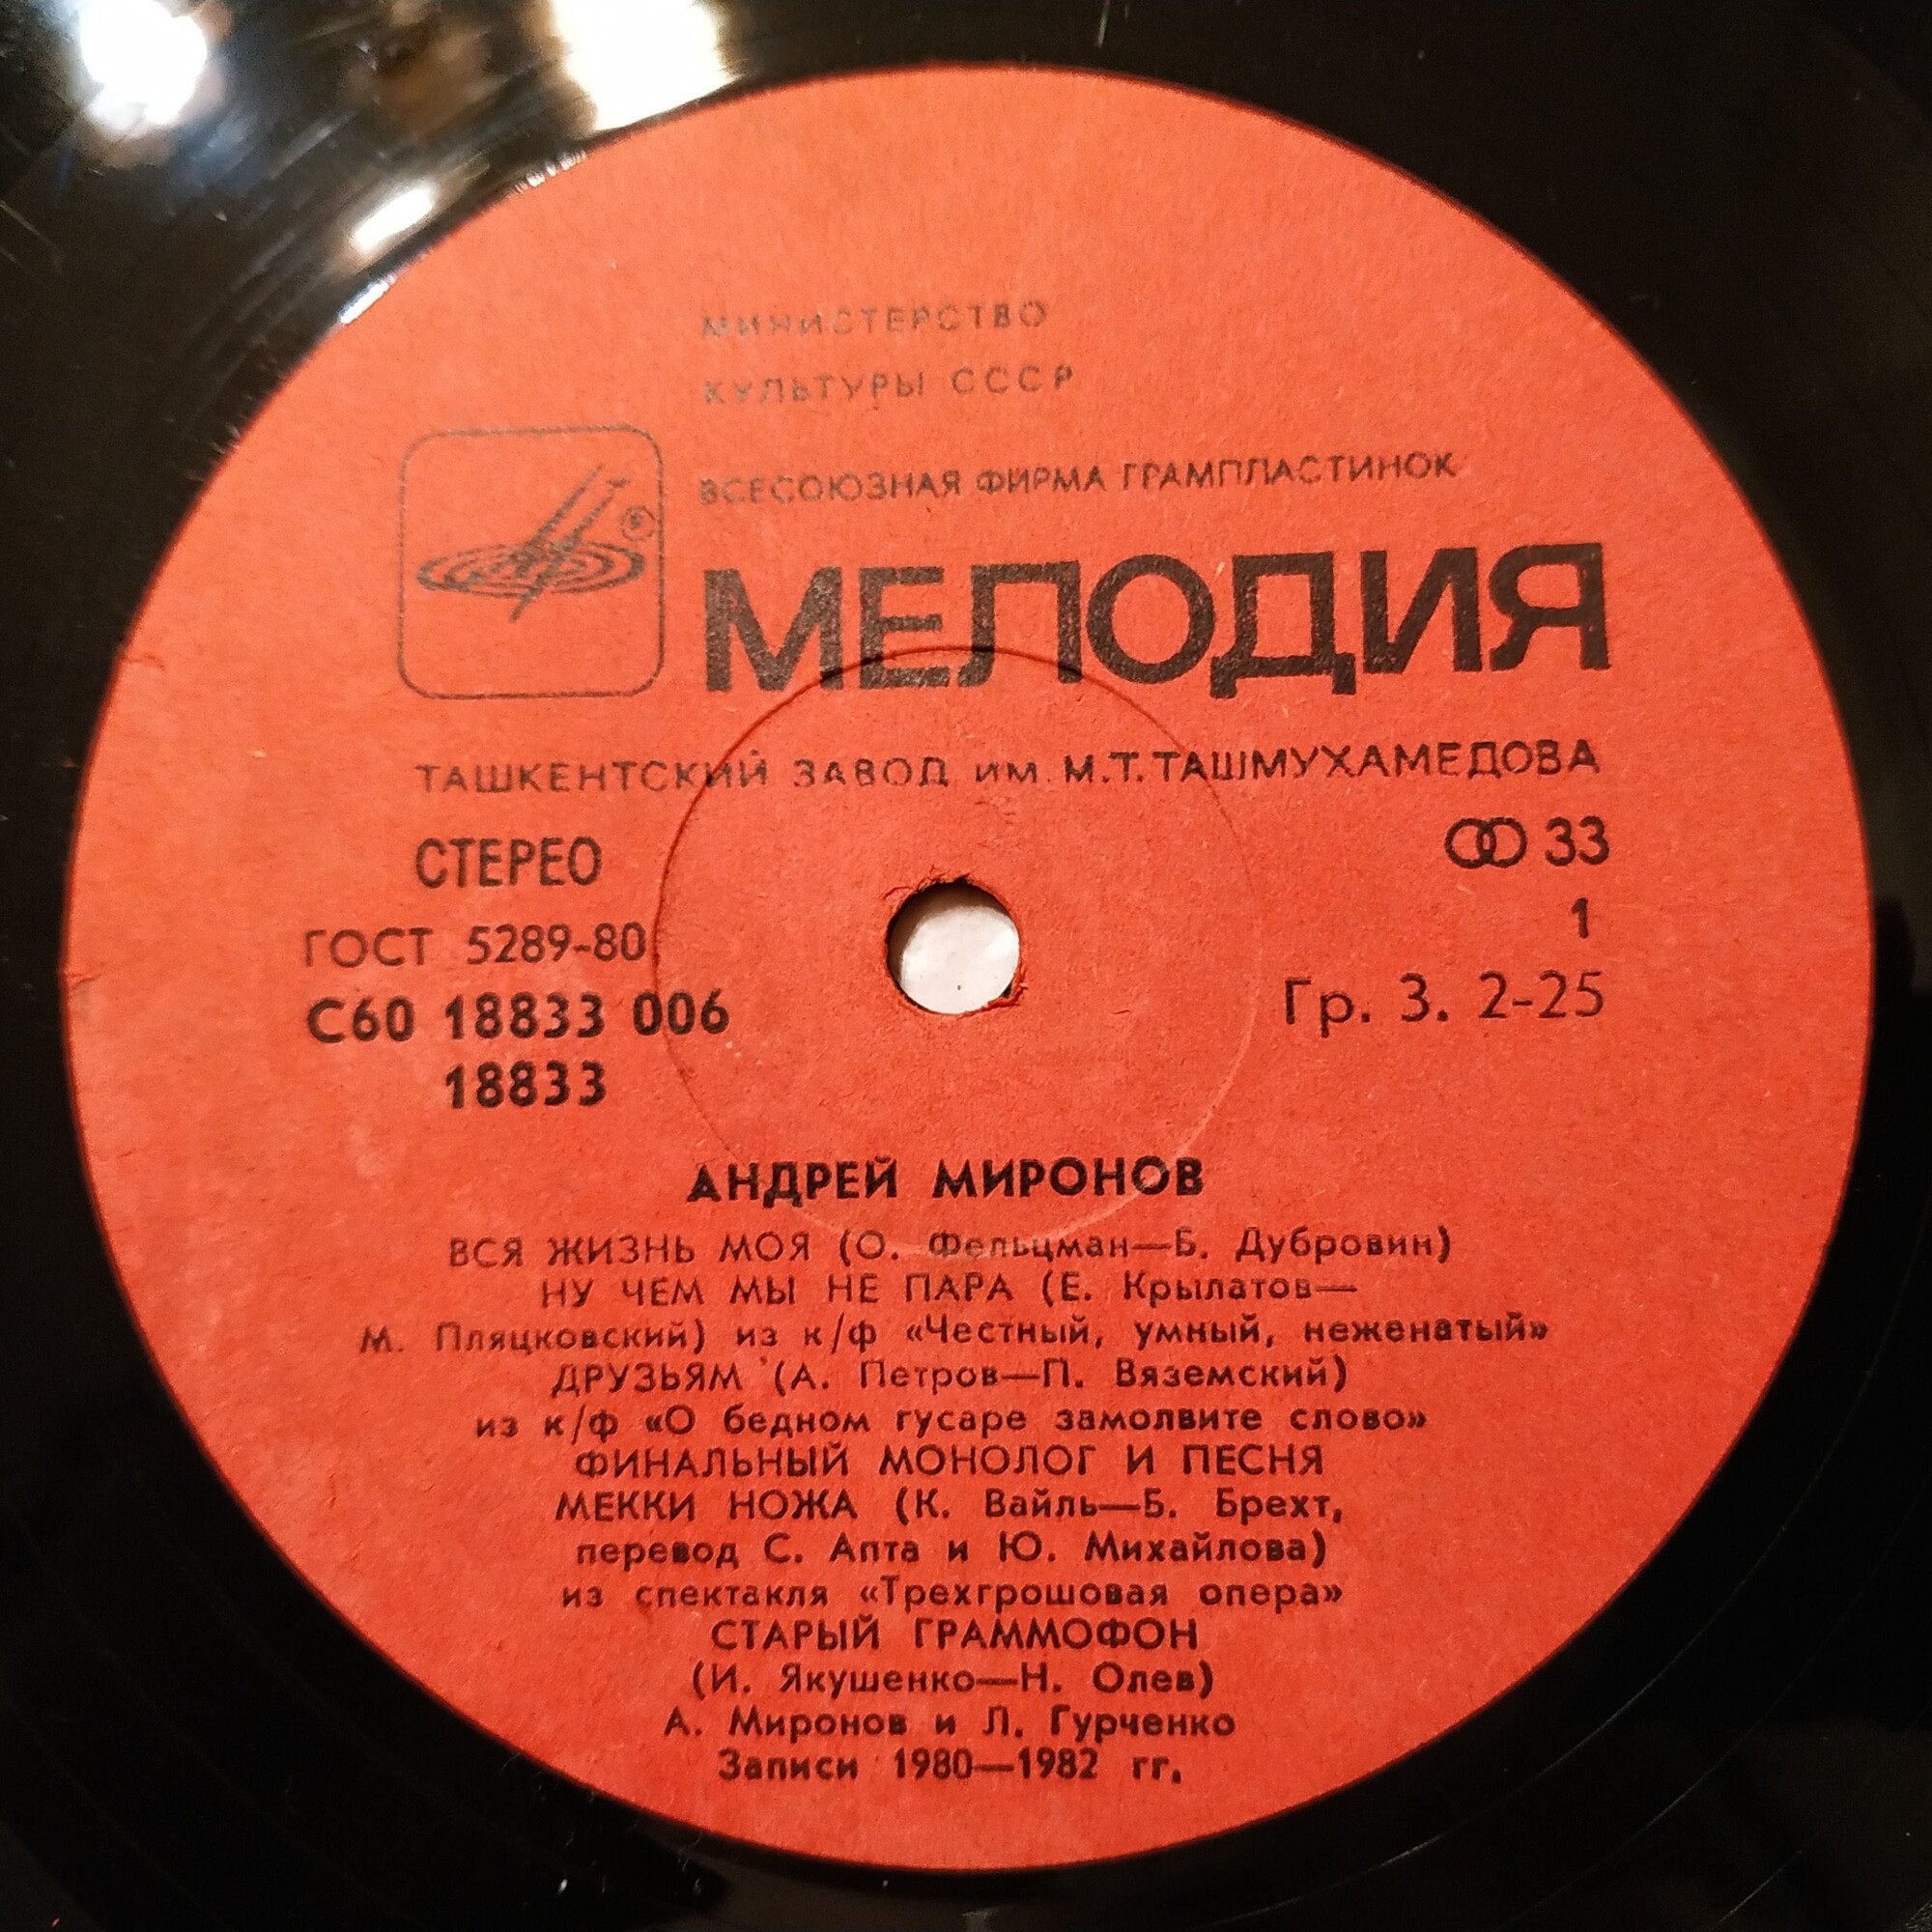 МИНИСТЕРСТВО
КУЛЬТУРЫ СССР
ВСЕСОЮЗНАЯ ФИРМА ГРАМПЛАСТИНОК
МЕЛОДИЯ
ТАШКЕНТСКИЙ ЗАВОД им. М.Т.ТАШМУХАМЕДОВА
СТЕРЕО
33
ГОСТ 5289-80
1
С60 18833 006
Гр. 3. 2-25
18833
АНДРЕЙ МИРОНОВ
ВСЯ ЖИЗНЬ МОЯ (О. Фельцман—Б. Дубровин)
НУ ЧЕМ МЫ НЕ ПАРА (Е. Крылатов—
М. Пляцковский) из к/ф «Честный, умный, неженатый»
ДРУЗЬЯМ (А. Петров—П. Вяземский)
из к/ф «О бедном гусаре замолвите слово»
ФИНАЛЬНЫЙ МОНОЛОГ И ПЕСНЯ
МЕККИ НОЖА (К. Вайль—Б. Брехт,
перевод С. Апта и Ю. Михайлова)
из спектакля «Трехгрошовая опера»
СТАРЫЙ ГРАММОФОН
(И. Якушенко—Н. Олев)
А. Миронов и Л. Гурченко
Записи 1980—1982 гг.